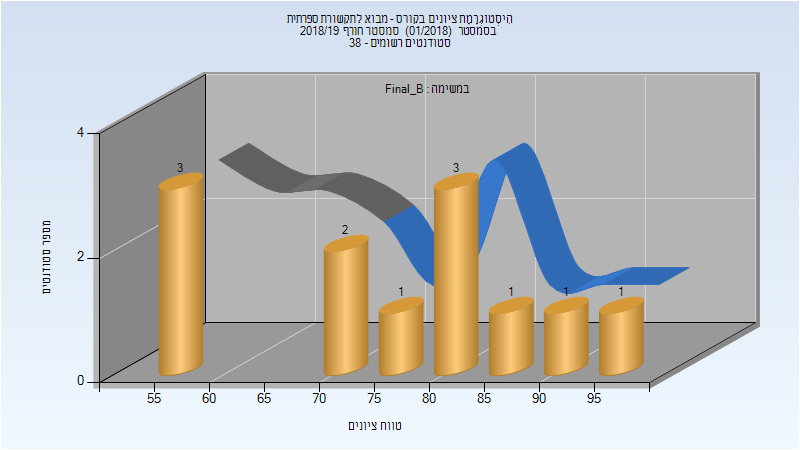 היסטוגרמת ציונים בקורס - מבוא לתקשורת ספרתית
בסמסטר (01/2018) סמסטר חורף 2018/19
סטודנטים רשומים - 38
במשימה : Final_B
מספר סטודנטים
4
2
0
3
2
1
3
1
1
1
55 60 65 70 75 80 85 90 95
טווח ציונים